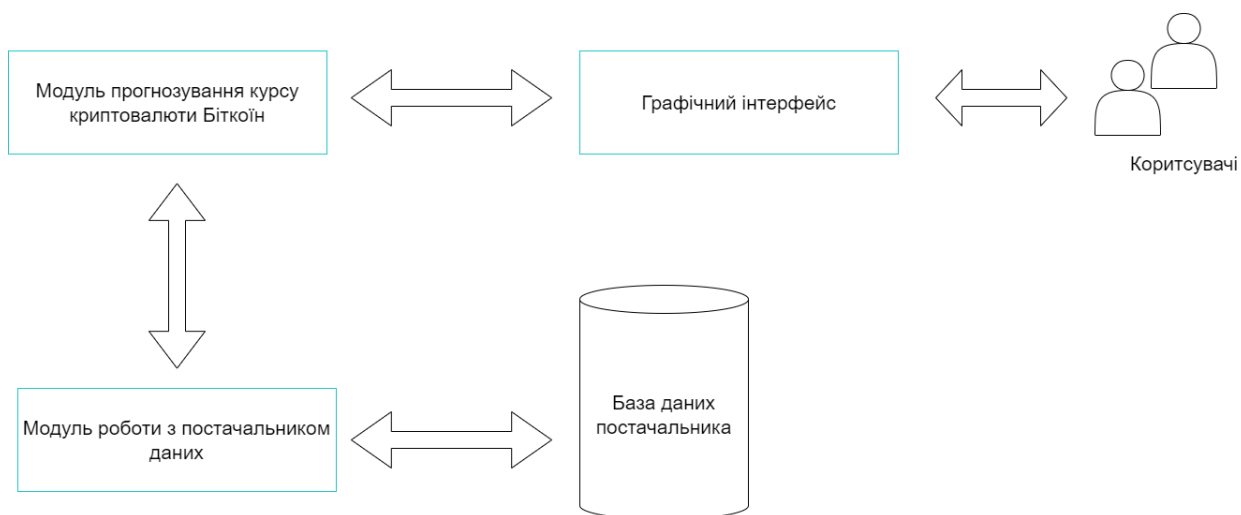 Модуль прогнозування курсу
криптовалюти Біткоїн
Графічний інтерфейс
Коритсувачі
Модуль роботи з постачальником
даних
База даних
постачальника